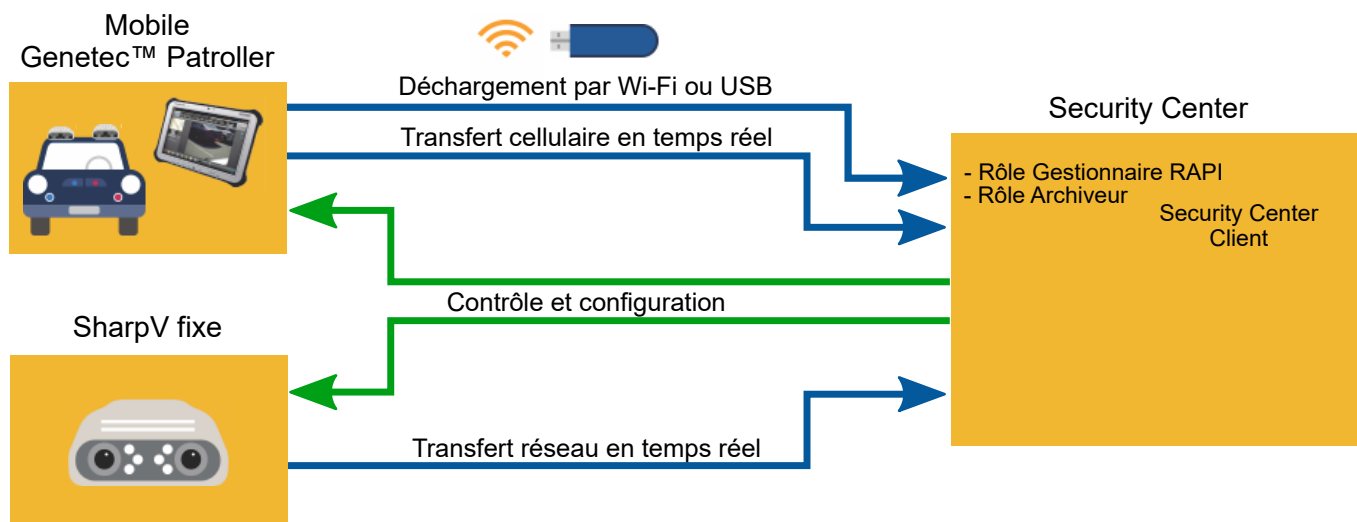 Mobile
Genetec™ Patroller
Déchargement par Wi-Fi ou USB
Transfert cellulaire en temps réel
Security Center
- Rôle Gestionnaire RAPI
- Rôle Archiveur
Security Center
Client
Contrôle et configuration
SharpV fixe
Transfert réseau en temps réel